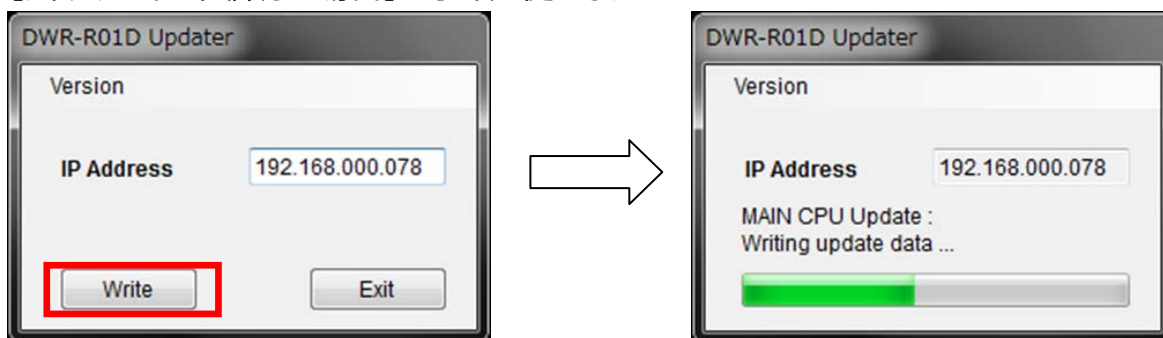 DWR-R01D Updater
Version
IP Address 192.168.000.078
Write Exit
DWR-R01D Updater
Version
IP Address 192.168.000.078
MAIN CPU Update :
Writing update data ...